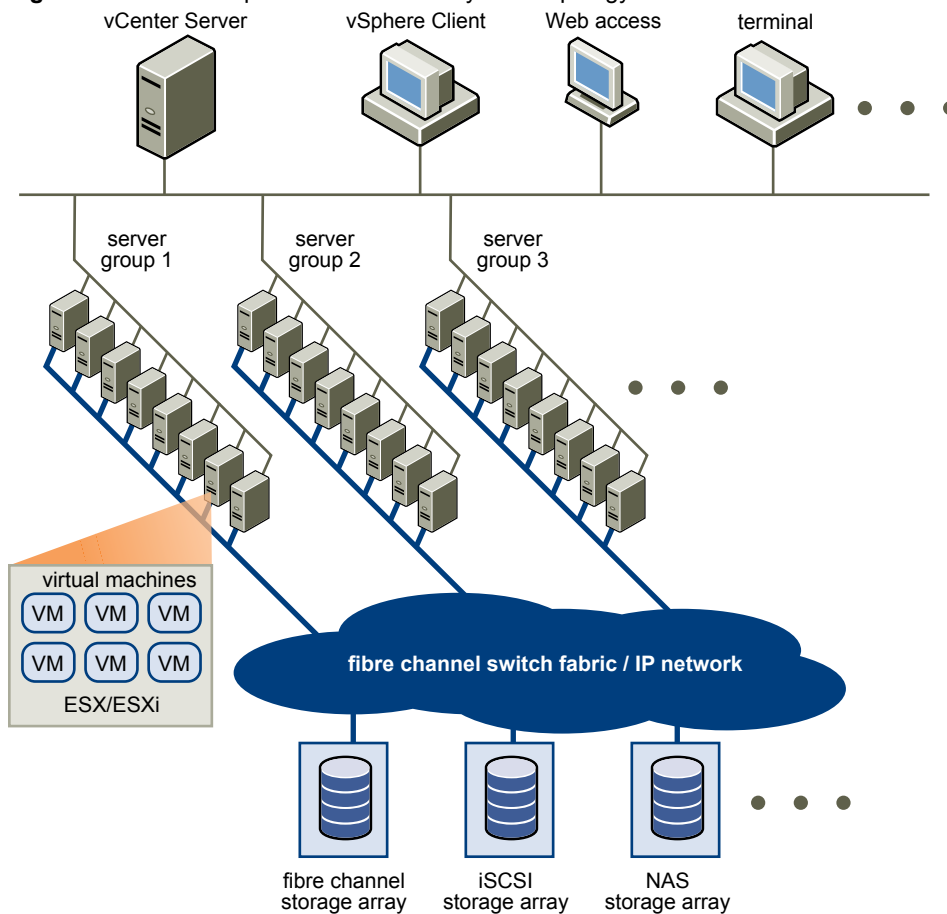 vCenter Server
vSphere Client
Web access
terminal
server
group 1
server
group 2
server
group 3
virtual machines
VM VM VM
VM VM VM
ESX/ESXi
fibre channel switch fabric / IP network
fibre channel
storage array
iSCSI
storage array
NAS
storage array